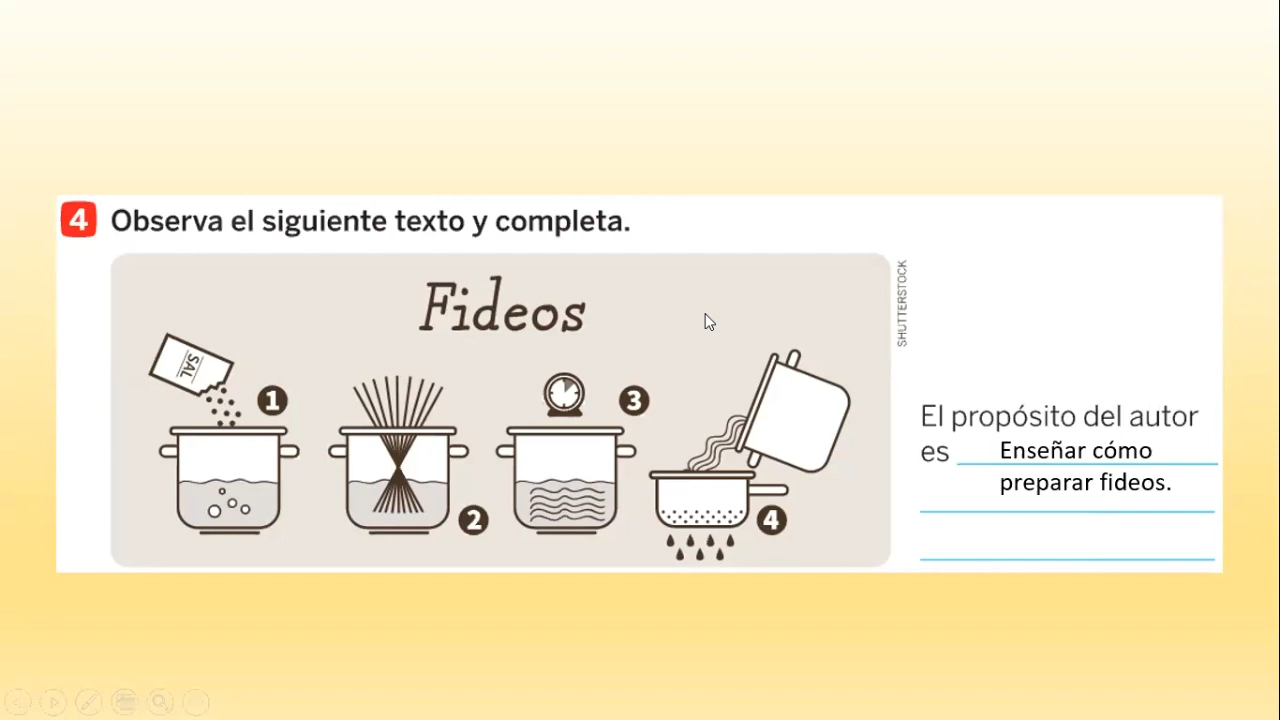 4 Observa el siguiente texto y completa.
Fideos
SAL
1
2
3
4
SHUTTERSTOCK
El propósito del autor
es Enseñar cómo
preparar fideos.